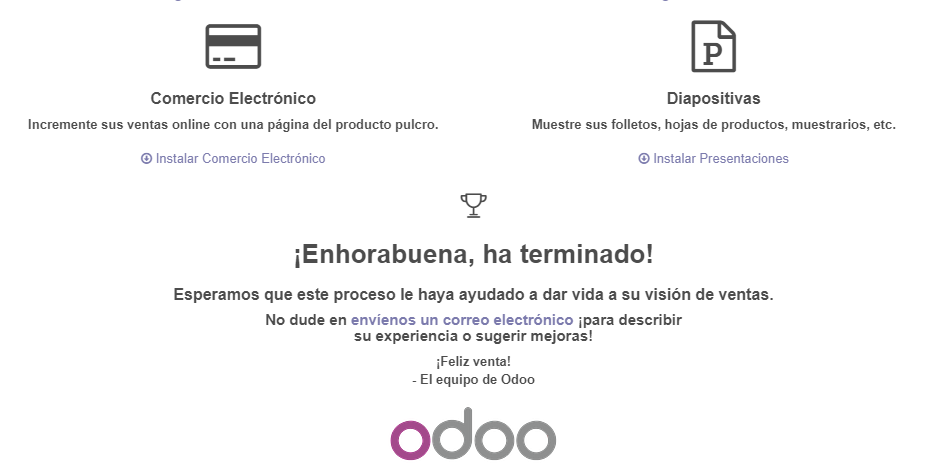 Comercio Electrónico
Incremente sus ventas online con una página del producto pulcro.
Instalar Comercio Electrónico
P
Diapositivas
Muestre sus folletos, hojas de productos, muestrarios, etc.
Instalar Presentaciones
¡Enhorabuena, ha terminado!
Esperamos que este proceso le haya ayudado a dar vida a su visión de ventas.
No dude en envíenos un correo electrónico ¡para describir
su experiencia o sugerir mejoras!
¡Feliz venta!
- El equipo de Odoo
odoo